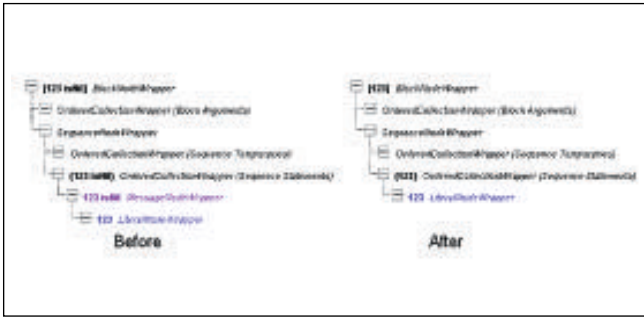 [123 isNil] BlockNodeWrapper
OrderedCollectionWrapper (Block Arguments)
SequenceNodeWrapper
OrderedCollectionWrapper (Sequence Temporaries)
(123 isNil) OrderedCollectionWrapper (Sequence Statements)
123 isNil MessageNodeWrapper
123 LiteralNodeWrapper
Before
[123] BlockNodeWrapper
OrderedCollectionWrapper (Block Arguments)
SequenceNodeWrapper
OrderedCollectionWrapper (Sequence Temporaries)
(123) OrderedCollectionWrapper (Sequence Statements)
123 LiteralNodeWrapper
After